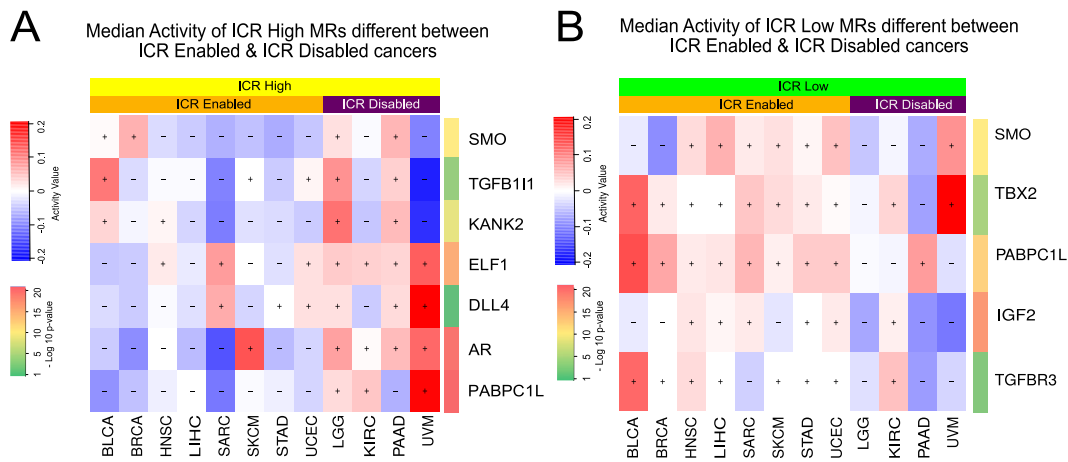 A
Median Activity of ICR High MRs different between
ICR Enabled & ICR Disabled cancers
ICR High
ICR Enabled
ICR Disabled
0.2
0.1
0
-0.1
-0.2
Activity Value
20
15
10
5
1
- Log 10 p-value
+ + − − − − − − + − + − SMO
+ − − − − + − + + − + − TGFB1I1
+ − + − − − − − + − + − KANK2
− − + − + − − + + + + + ELF1
− − − − + − + + + − + + DLL4
− − − − − + − − + + + + AR
− − − − − − − − + + − + PABPC1L
BLCA BRCA HNSC LIHC SARC SKCM STAD UCEC LGG KIRC PAAD UVM
B
Median Activity of ICR Low MRs different between
ICR Enabled & ICR Disabled cancers
ICR Low
ICR Enabled
ICR Disabled
0.2
0.1
0
-0.1
-0.2
Activity Value
20
15
10
5
1
- Log 10 p-value
− − + + + + + + − − − + SMO
+ + + + + + + + − + − + TBX2
+ + + + + + + + − − + − PABPC1L
− − + + + − + + − + − − IGF2
+ − + + − + + + − + − − TGFBR3
BLCA BRCA HNSC LIHC SARC SKCM STAD UCEC LGG KIRC PAAD UVM